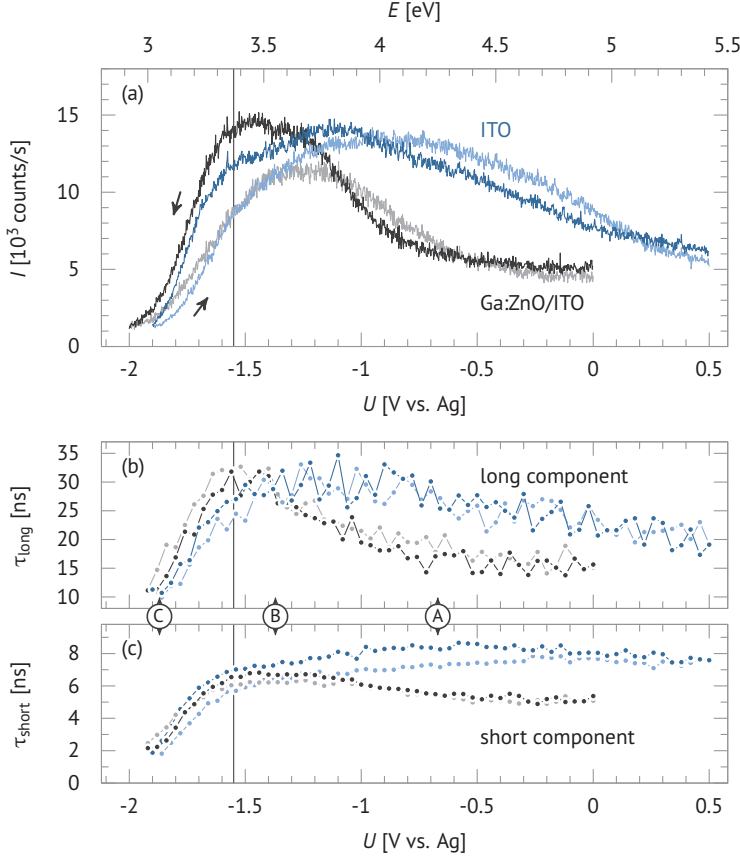 E [eV]
3 3.5 4 4.5 5 5.5
(a)
ITO
Ga:ZnO/ITO
I [10³ counts/s]
15
10
5
0
-2 -1.5 -1 -0.5 0 0.5
U [V vs. Ag]
(b)
long component
τlong [ns]
35
30
25
20
15
10
C B A
(c)
short component
τshort [ns]
8
6
4
2
0
-2 -1.5 -1 -0.5 0 0.5
U [V vs. Ag]